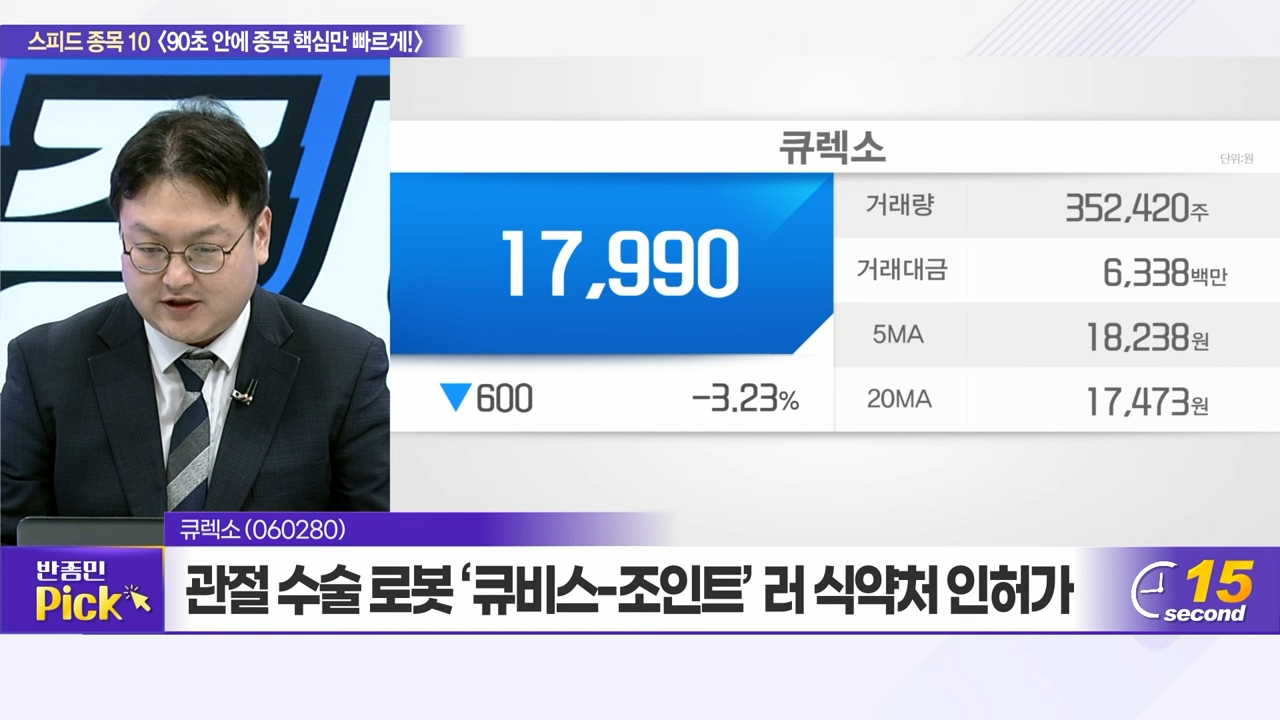 스피드 종목 10 〈90초 안에 종목 핵심만 빠르게!〉
큐렉소
단위:원
17,990
▼600 -3.23%
거래량 352,420주
거래대금 6,338백만
5MA 18,238원
20MA 17,473원
큐렉소(060280)
반종민
Pick
관절 수술 로봇 ‘큐비스-조인트’ 러 식약처 인허가
15
second